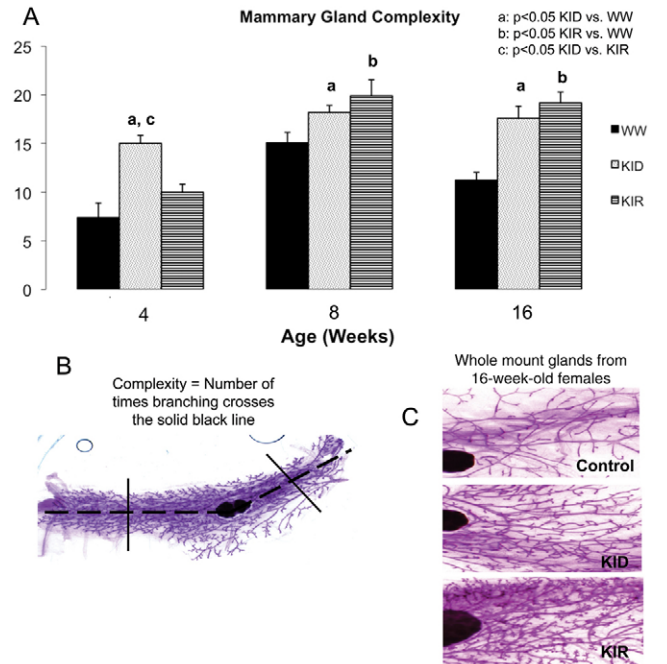 A
Mammary Gland Complexity
a: p<0.05 KID vs. WW
b: p<0.05 KIR vs. WW
c: p<0.05 KID vs. KIR
25
20
15
10
5
0
a, c
a
b
a
b
WW
KID
KIR
4
8
16
Age (Weeks)
B
Complexity = Number of
times branching crosses
the solid black line
Whole mount glands from
16-week-old females
C
Control
KID
KIR